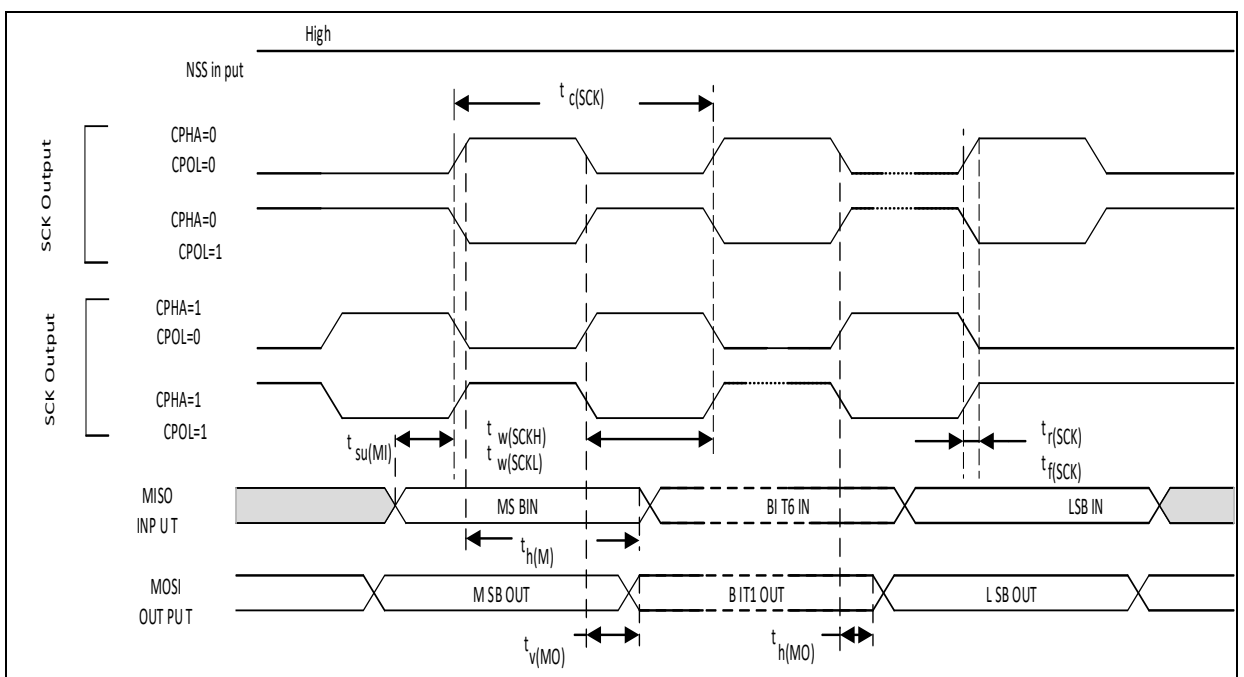 High
NSS in put
t c(SCK)
SCK Output
CPHA=0
CPOL=0
CPHA=0
CPOL=1
SCK Output
CPHA=1
CPOL=0
CPHA=1
CPOL=1
t su(MI)
t w(SCKH)
t w(SCKL)
t r(SCK)
t f(SCK)
MISO
INP U T
MS BIN
BI T6 IN
LSB IN
t h(M)
MOSI
OUT PU T
M SB OUT
B IT1 OUT
L SB OUT
t v(MO)
t h(MO)